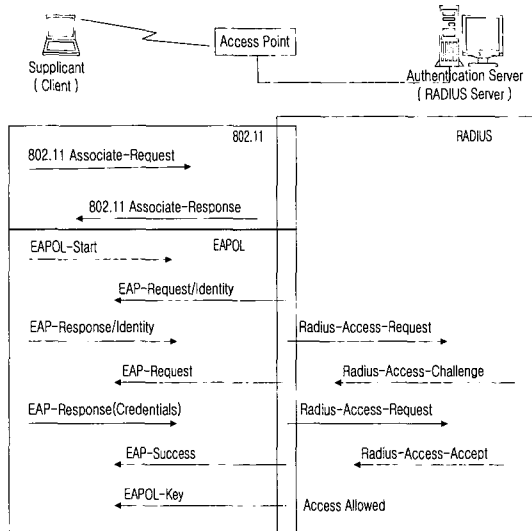 Access Point
Supplicant
( Client )
Authentication Server
( RADIUS Server )
802.11
RADIUS
802.11 Associate-Request
802.11 Associate-Response
EAPOL-Start
EAPOL
EAP-Request/Identity
EAP-Response/Identity
Radius-Access-Request
EAP-Request
Radius-Access-Challenge
EAP-Response(Credentials)
Radius-Access-Request
EAP-Success
Radius-Access-Accept
EAPOL-Key
Access Allowed